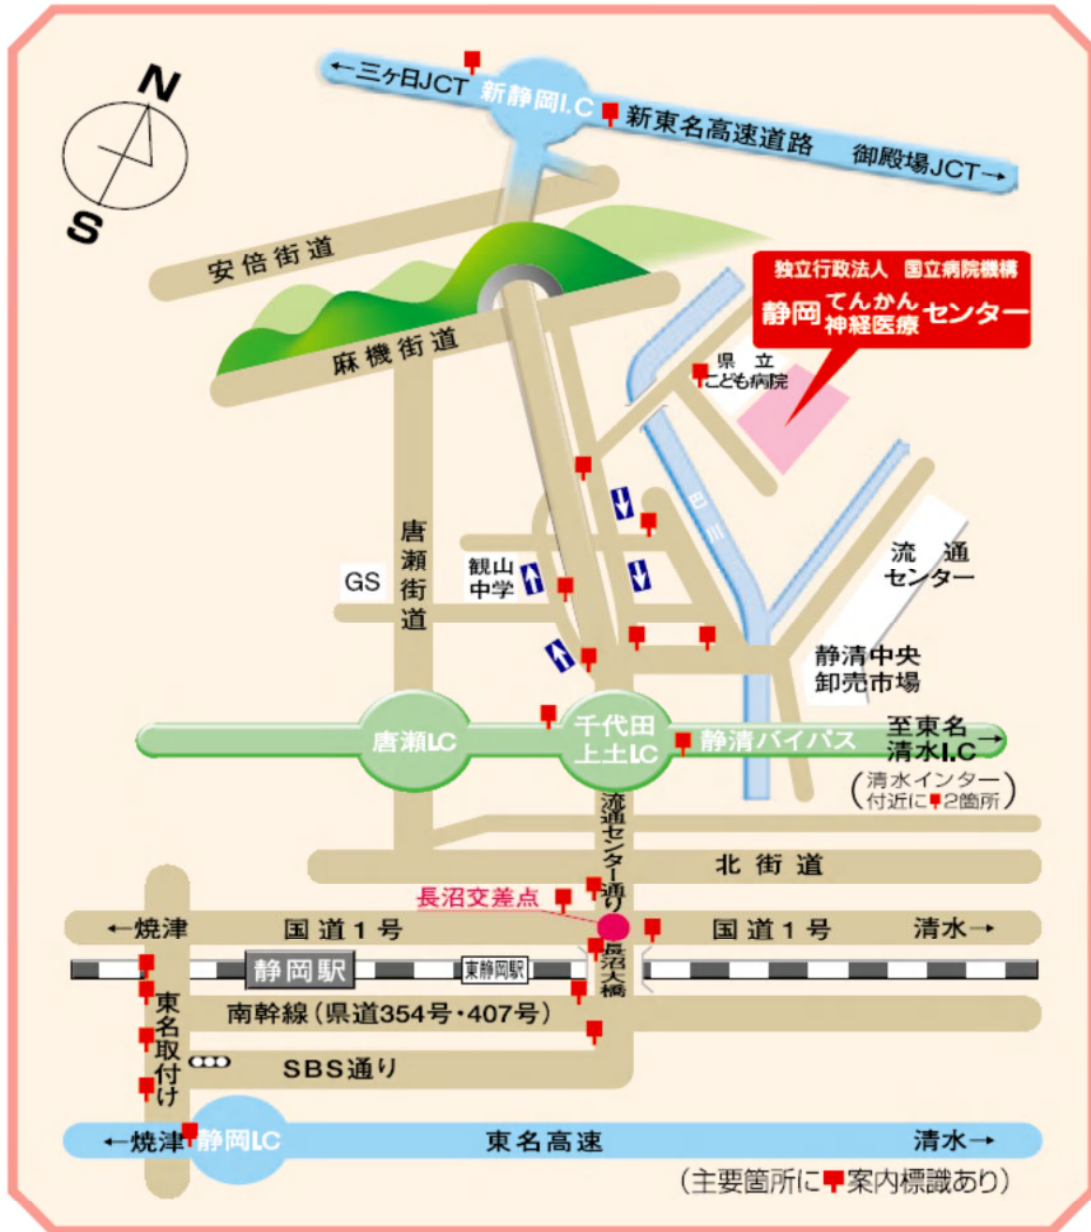 N
S
←三ヶ日JCT
新静岡I.C
新東名高速道路
御殿場JCT→
安倍街道
麻機街道
独立行政法人 国立病院機構
静岡てんかん神経医療センター
県立
こども病院
巴川
唐瀬街道
GS
観山
中学
流通
センター
静清中央
卸売市場
唐瀬I.C
千代田
上土I.C
静清バイパス
至東名→
清水I.C
(清水インター
付近に2箇所)
流通センター通り
北街道
長沼交差点
←焼津
国道1号
国道1号
清水→
静岡駅
東静岡駅
長沼大橋
東名取付け
南幹線(県道354号・407号)
SBS通り
←焼津
静岡I.C
東名高速
清水→
(主要箇所に案内標識あり)